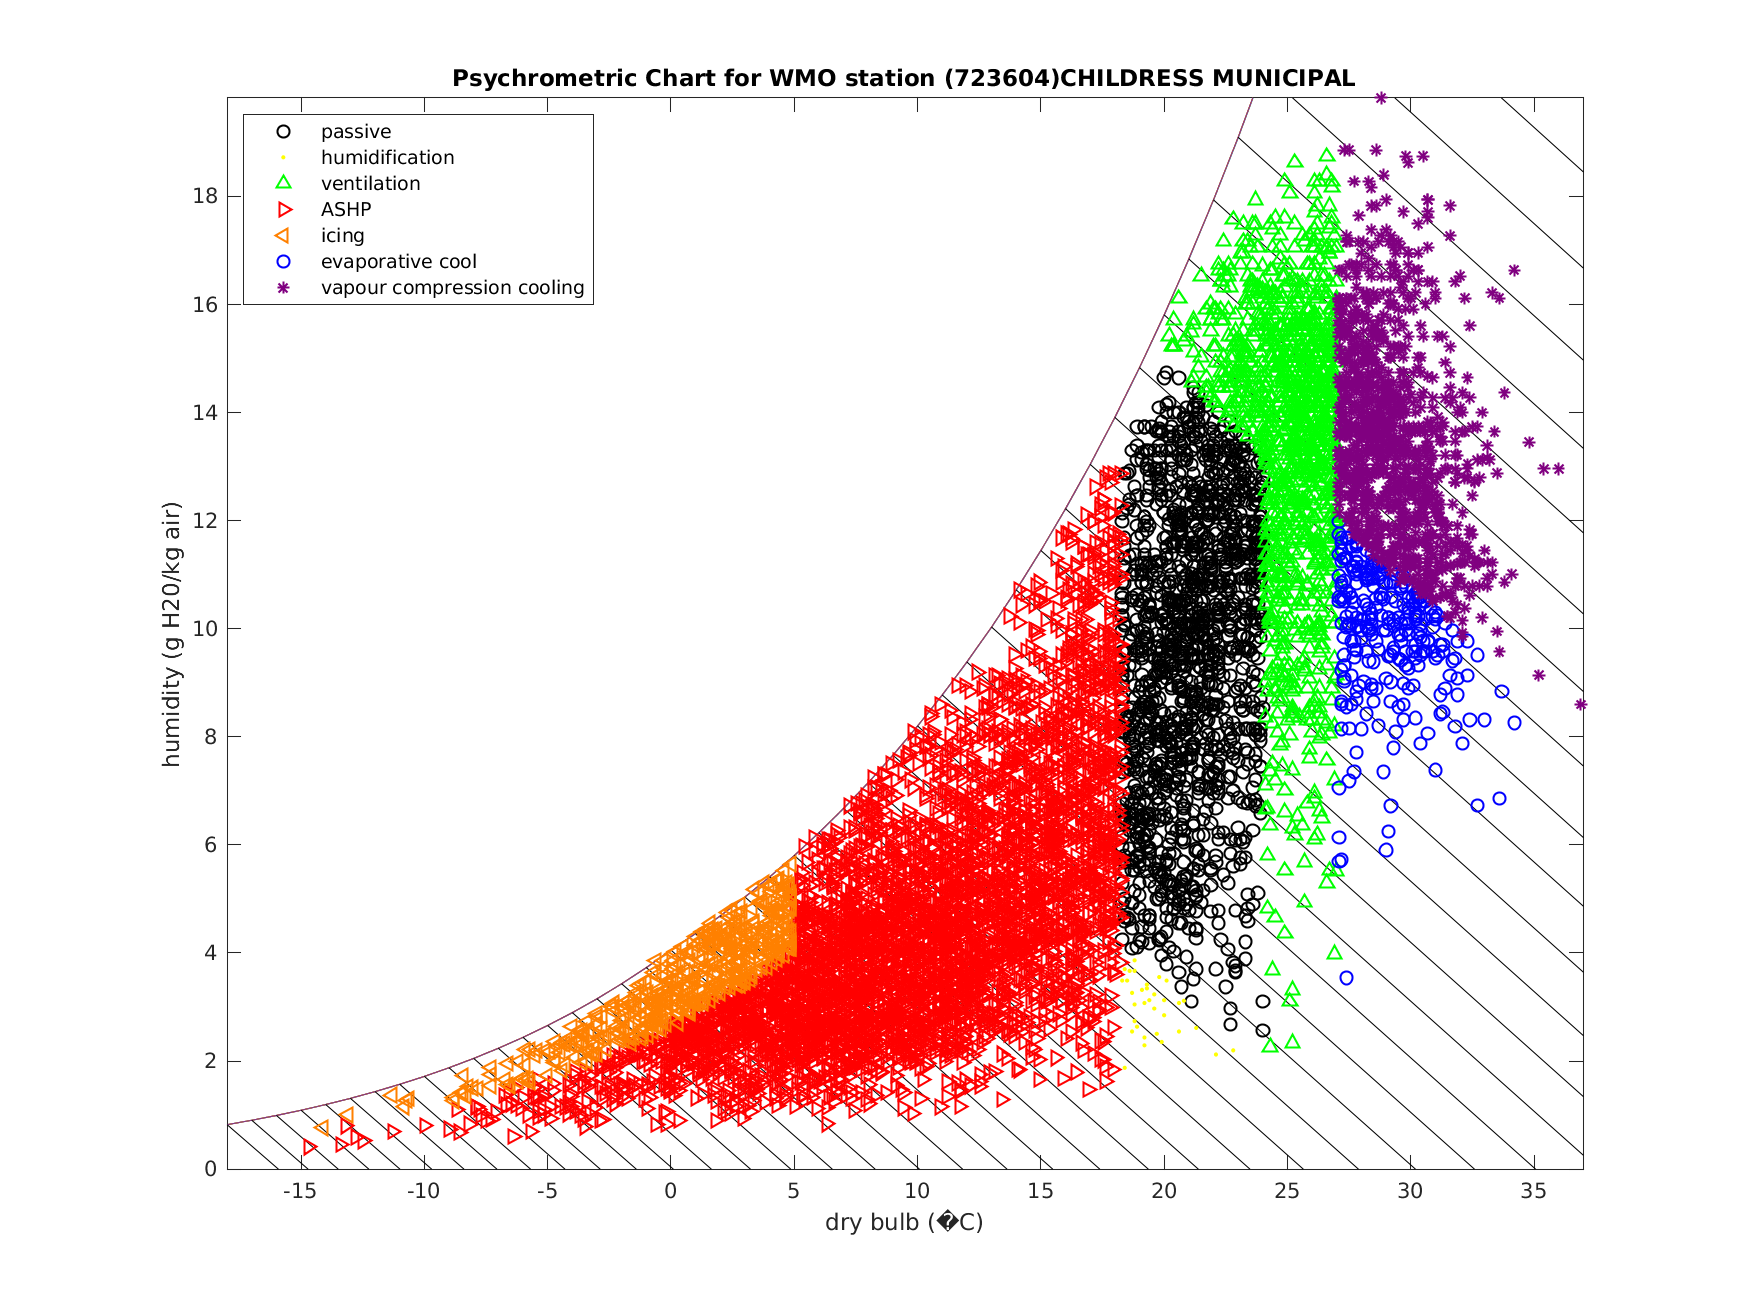 Psychrometric Chart for WMO station (723604)CHILDRESS MUNICIPAL
passive
humidification
ventilation
ASHP
icing
evaporative cool
vapour compression cooling
humidity (g H20/kg air)
18
16
14
12
10
8
6
4
2
0
-15 -10 -5 0 5 10 15 20 25 30 35
dry bulb (�C)